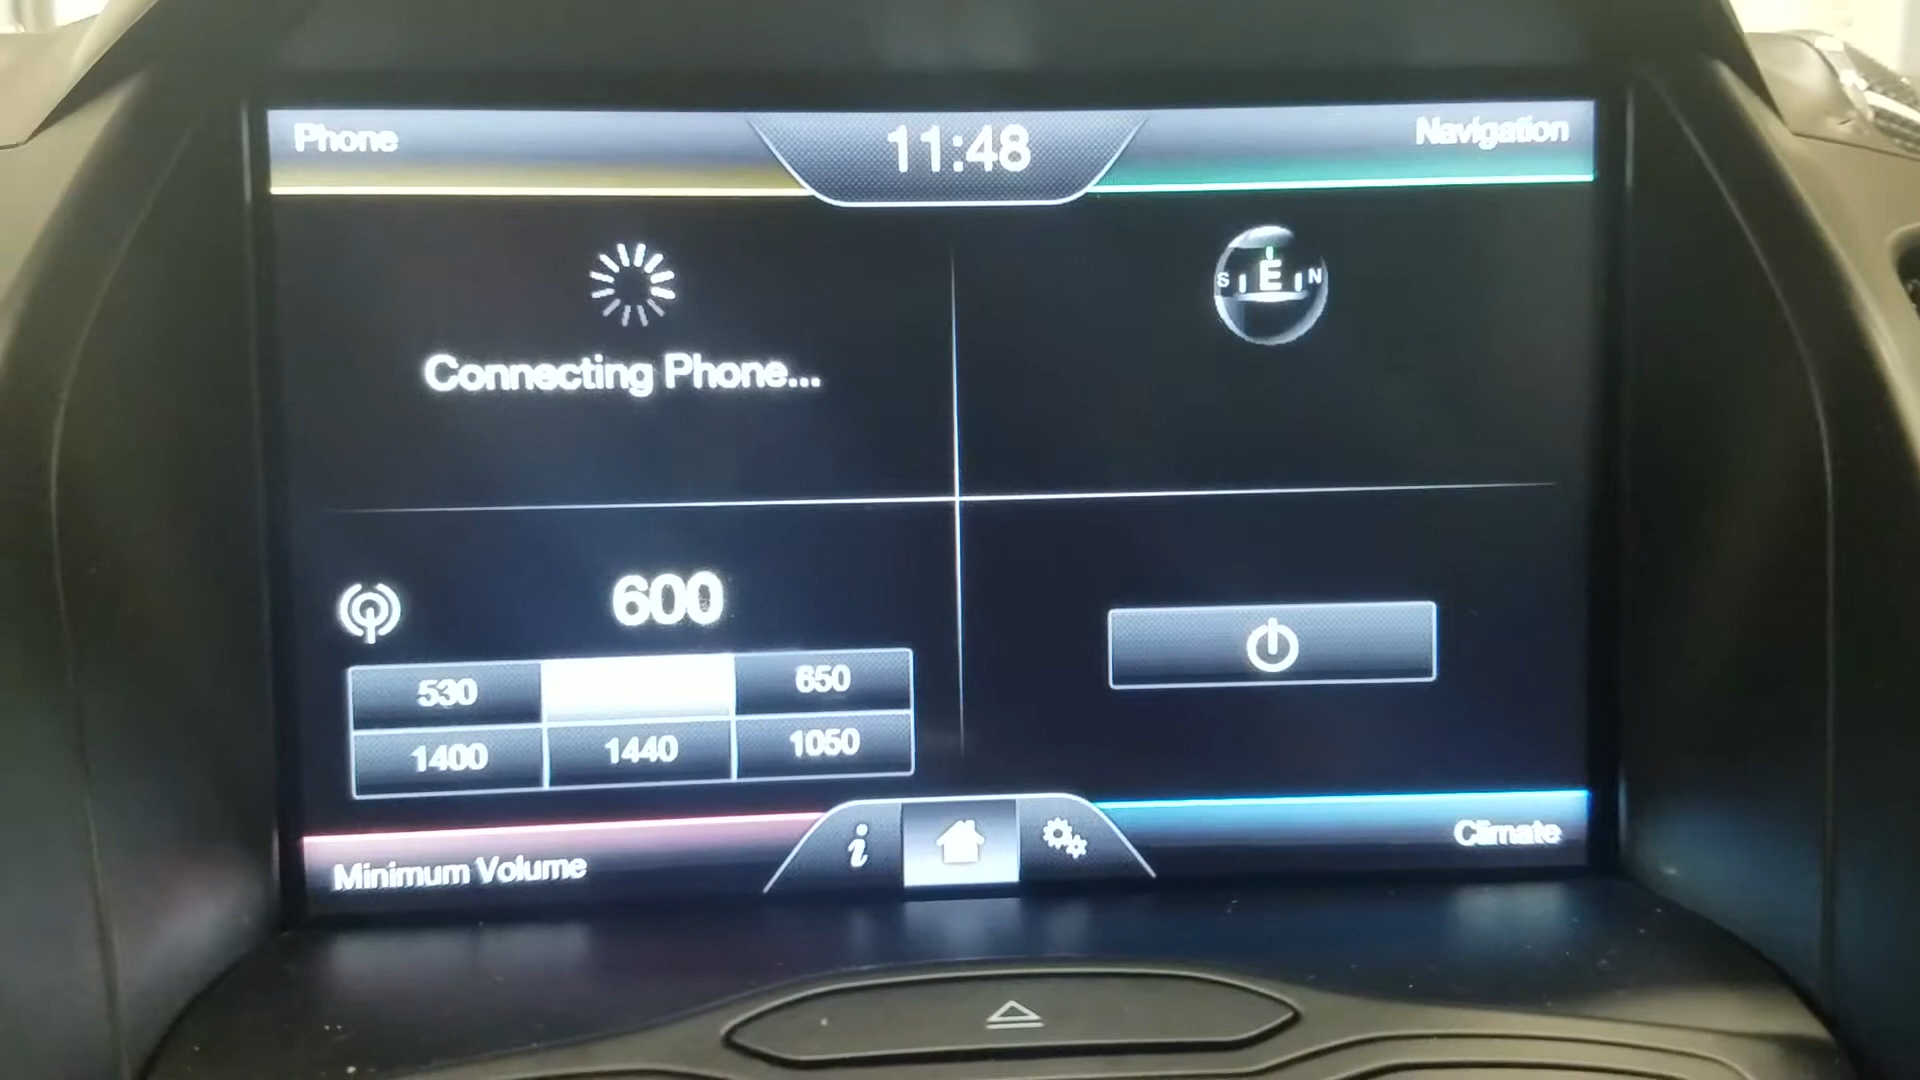 Phone
11:48
Navigation
S E N
Connecting Phone...
600
530 650
1400 1440 1050
Minimum Volume
i
Climate